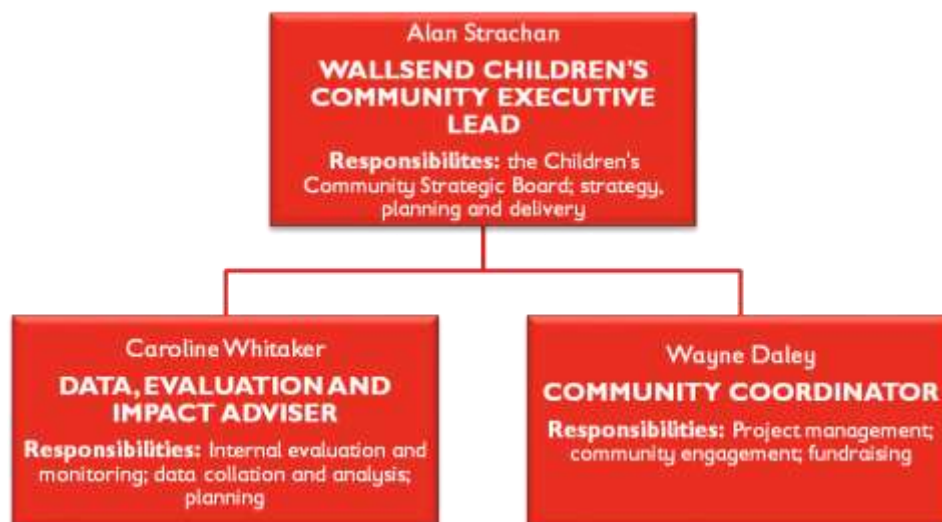 Alan Strachan
WALLSEND CHILDREN'S
COMMUNITY EXECUTIVE
LEAD
Responsibilites: the Children's
Community Strategic Board; strategy,
planning and delivery
Caroline Whitaker
DATA, EVALUATION AND
IMPACT ADVISER
Responsibilities: Internal evaluation and
monitoring; data collation and analysis;
planning
Wayne Daley
COMMUNITY COORDINATOR
Responsibilities: Project management;
community engagement; fundraising